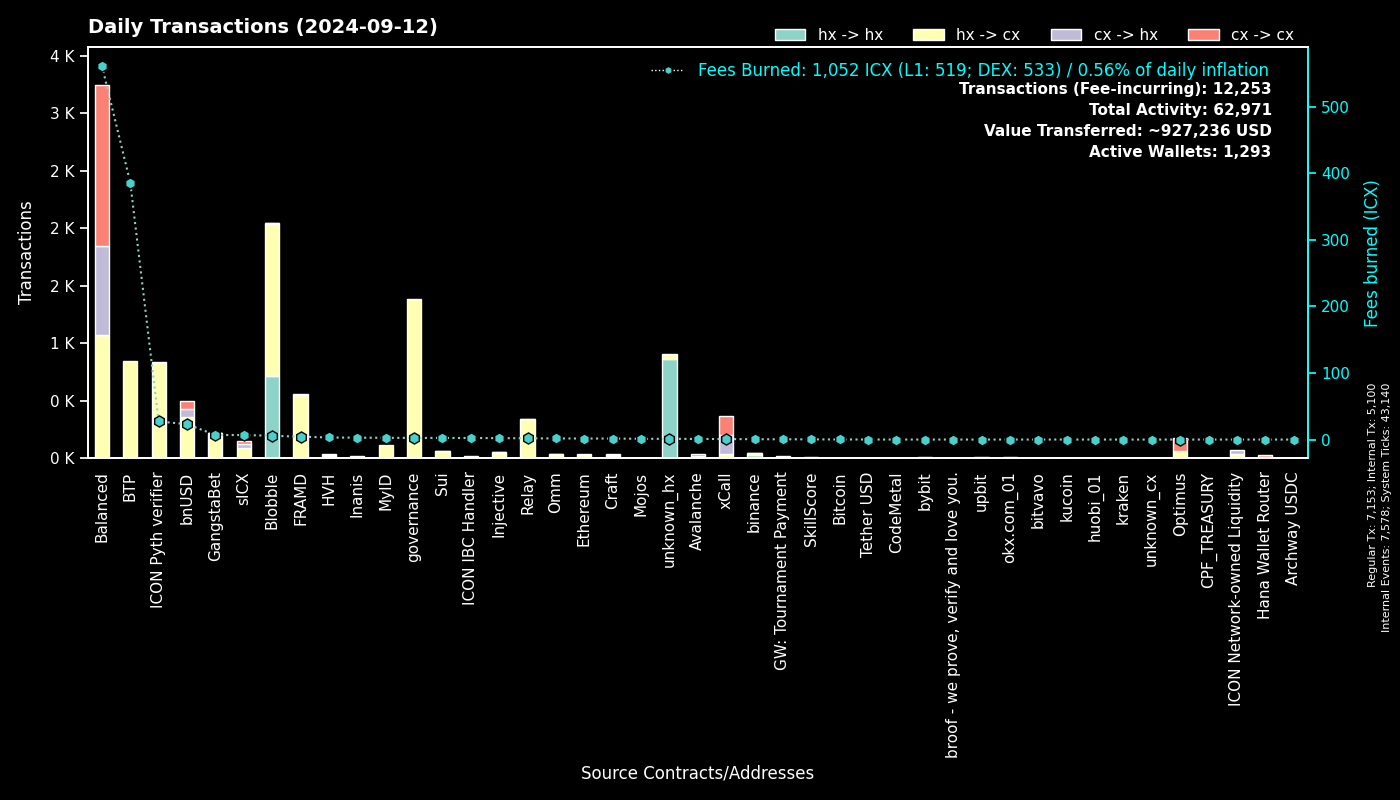 Daily Transactions (2024-09-12)
hx -> hx
hx -> cx
cx -> hx
cx -> cx
Fees Burned: 1,052 ICX (L1: 519; DEX: 533) / 0.56% of daily inflation
Transactions (Fee-incurring): 12,253
Total Activity: 62,971
Value Transferred: ~927,236 USD
Active Wallets: 1,293
Transactions
4 K
3 K
2 K
2 K
2 K
1 K
0 K
0 K
500
400
300
200
100
0
Fees burned (ICX)
Regular Tx: 7,153; Internal Tx: 5,100
Internal Events: 7,578; System Ticks: 43,140
Balanced
BTP
ICON Pyth verifier
bnUSD
GangstaBet
sICX
Blobble
FRAMD
HVH
Inanis
MyID
governance
Sui
ICON IBC Handler
Injective
Relay
Omm
Ethereum
Craft
Mojos
unknown_hx
Avalanche
xCall
binance
GW: Tournament Payment
SkillScore
Bitcoin
Tether USD
CodeMetal
bybit
broof - we prove, verify and love you.
upbit
okx.com_01
bitvavo
kucoin
huobi_01
kraken
unknown_cx
Optimus
CPF_TREASURY
ICON Network-owned Liquidity
Hana Wallet Router
Archway USDC
Source Contracts/Addresses